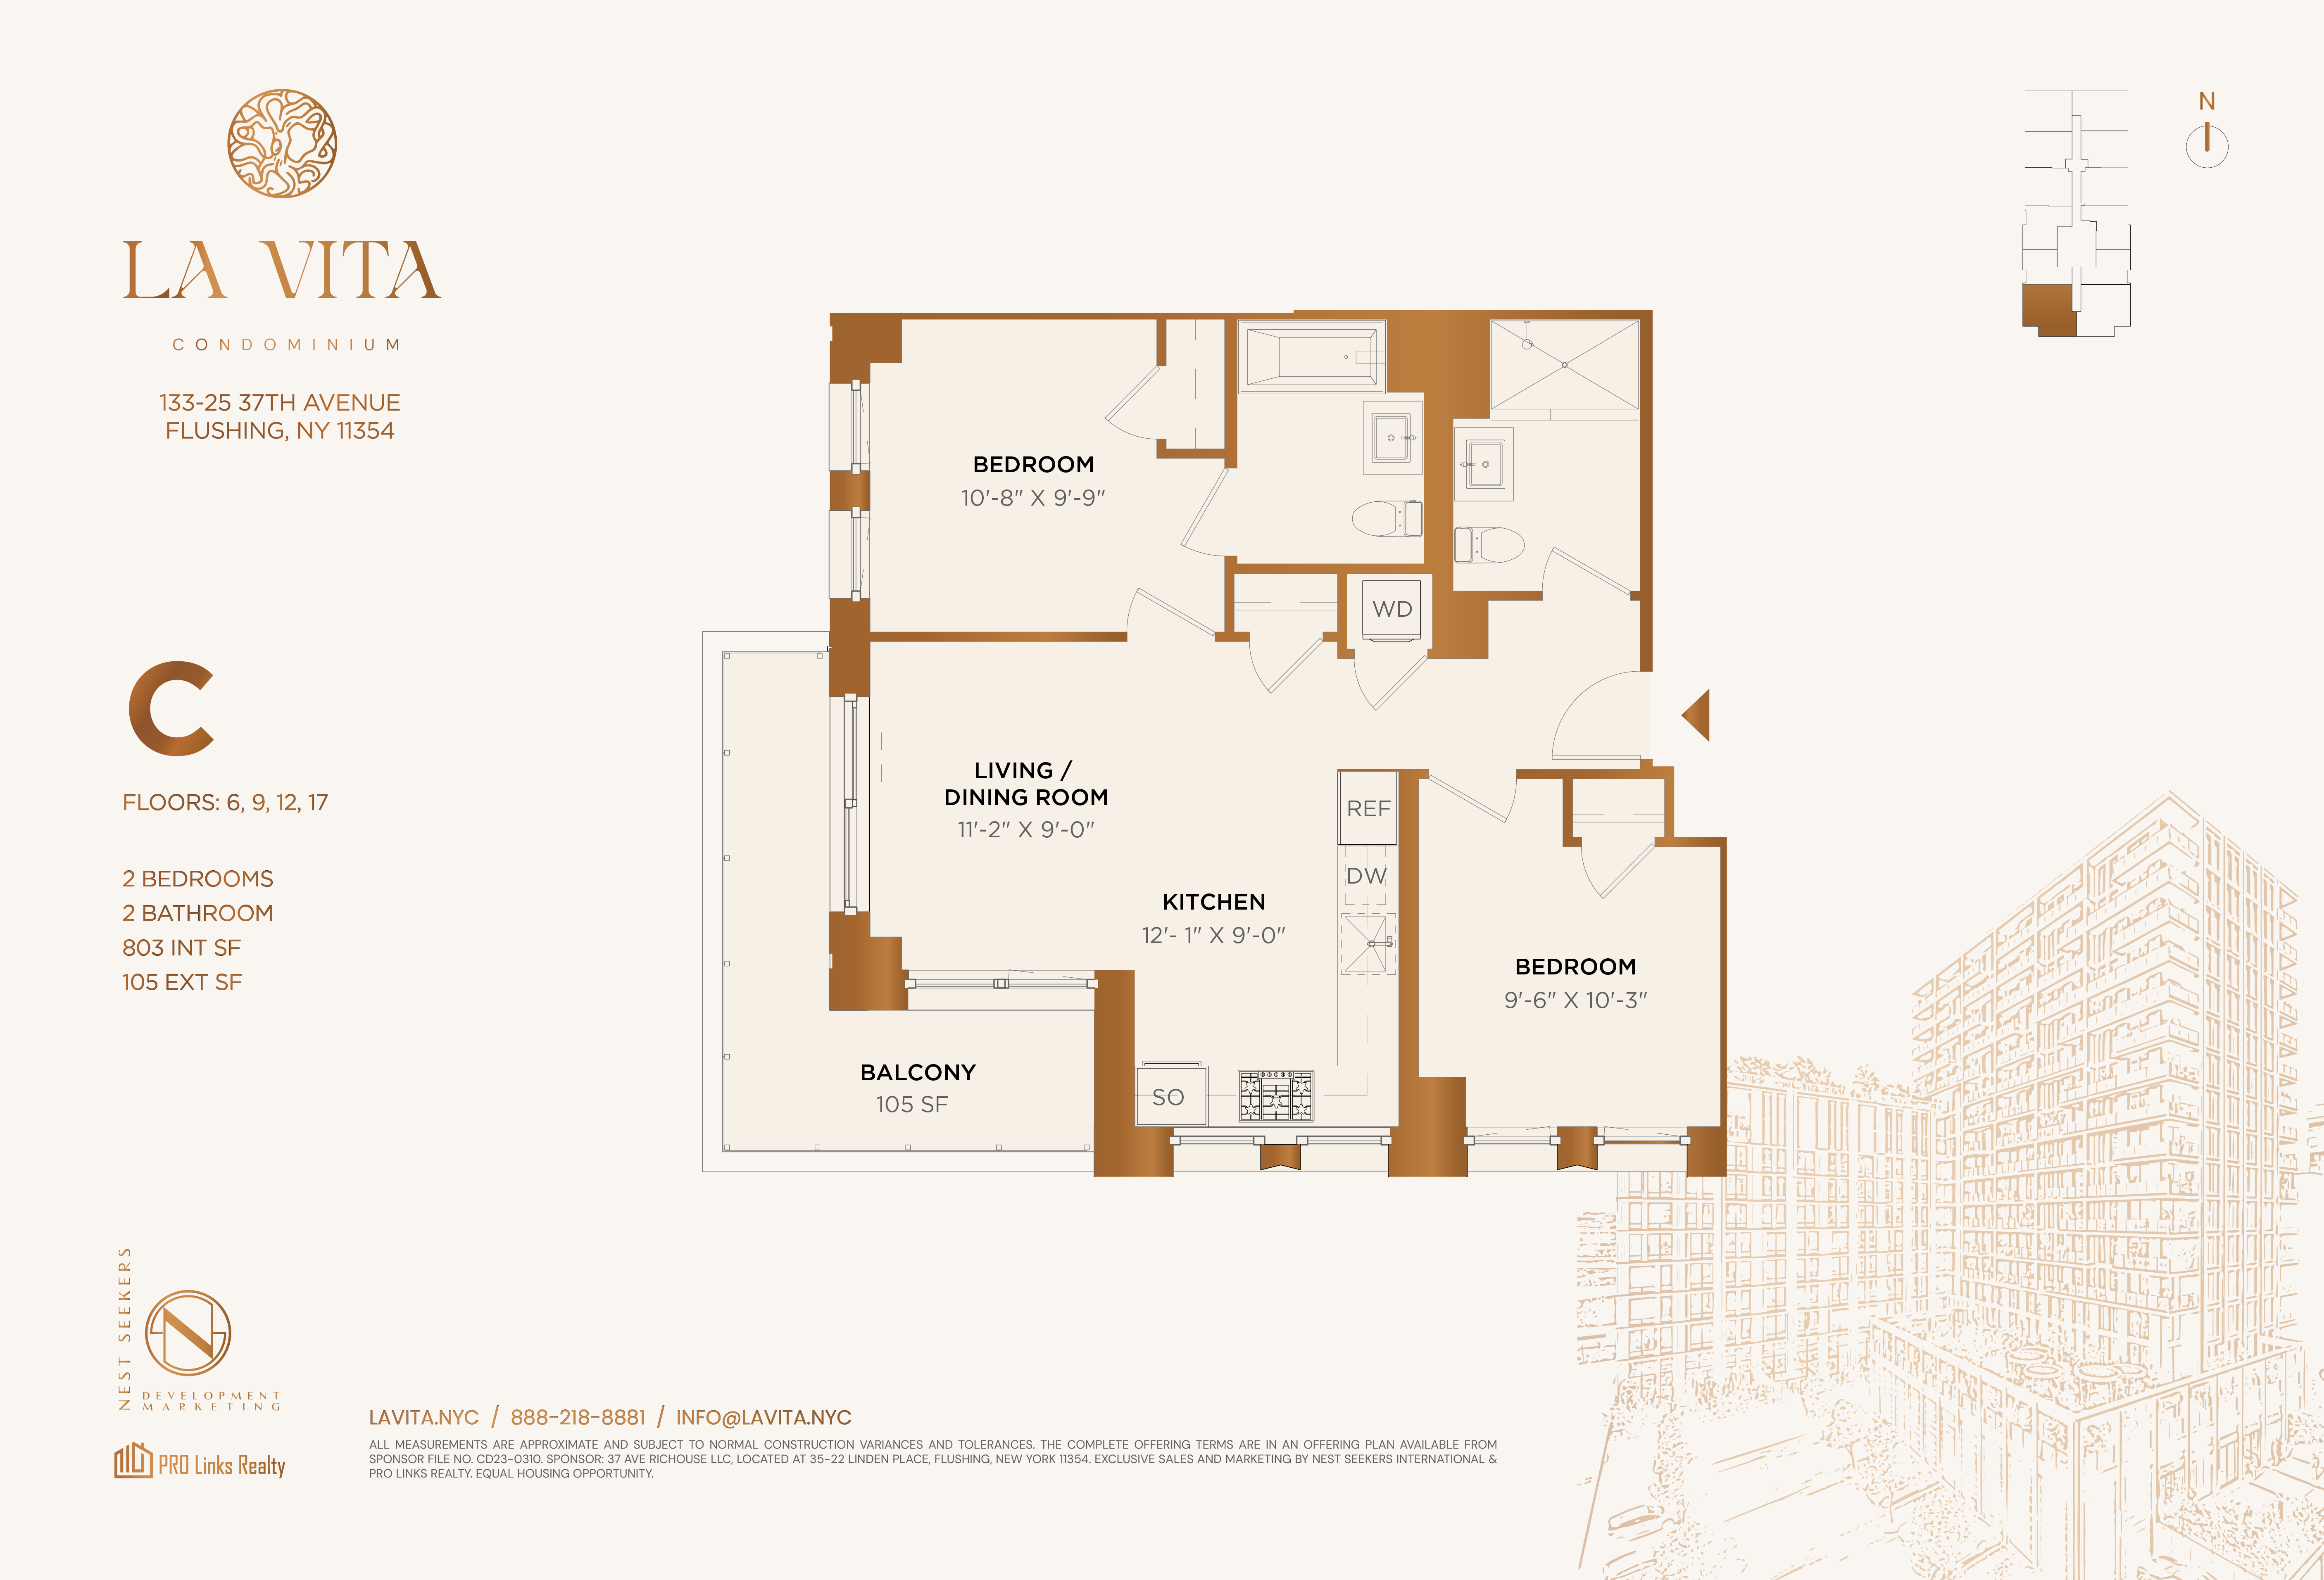 LA VITA
CONDOMINIUM
133-25 37TH AVENUE
FLUSHING, NY 11354
N
C
FLOORS: 6, 9, 12, 17
2 BEDROOMS
2 BATHROOM
803 INT SF
105 EXT SF
BEDROOM
10'-8" X 9'-9"
WD
LIVING /
DINING ROOM
11'-2" X 9'-0"
REF
DW
KITCHEN
12'- 1" X 9'-0"
BEDROOM
9'-6" X 10'-3"
BALCONY
105 SF
SO
NEST SEEKERS
N
DEVELOPMENT
MARKETING
PRO Links Realty
LAVITA.NYC / 888-218-8881 / INFO@LAVITA.NYC
ALL MEASUREMENTS ARE APPROXIMATE AND SUBJECT TO NORMAL CONSTRUCTION VARIANCES AND TOLERANCES. THE COMPLETE OFFERING TERMS ARE IN AN OFFERING PLAN AVAILABLE FROM
SPONSOR FILE NO. CD23-0310. SPONSOR: 37 AVE RICHOUSE LLC, LOCATED AT 35-22 LINDEN PLACE, FLUSHING, NEW YORK 11354. EXCLUSIVE SALES AND MARKETING BY NEST SEEKERS INTERNATIONAL &
PRO LINKS REALTY. EQUAL HOUSING OPPORTUNITY.